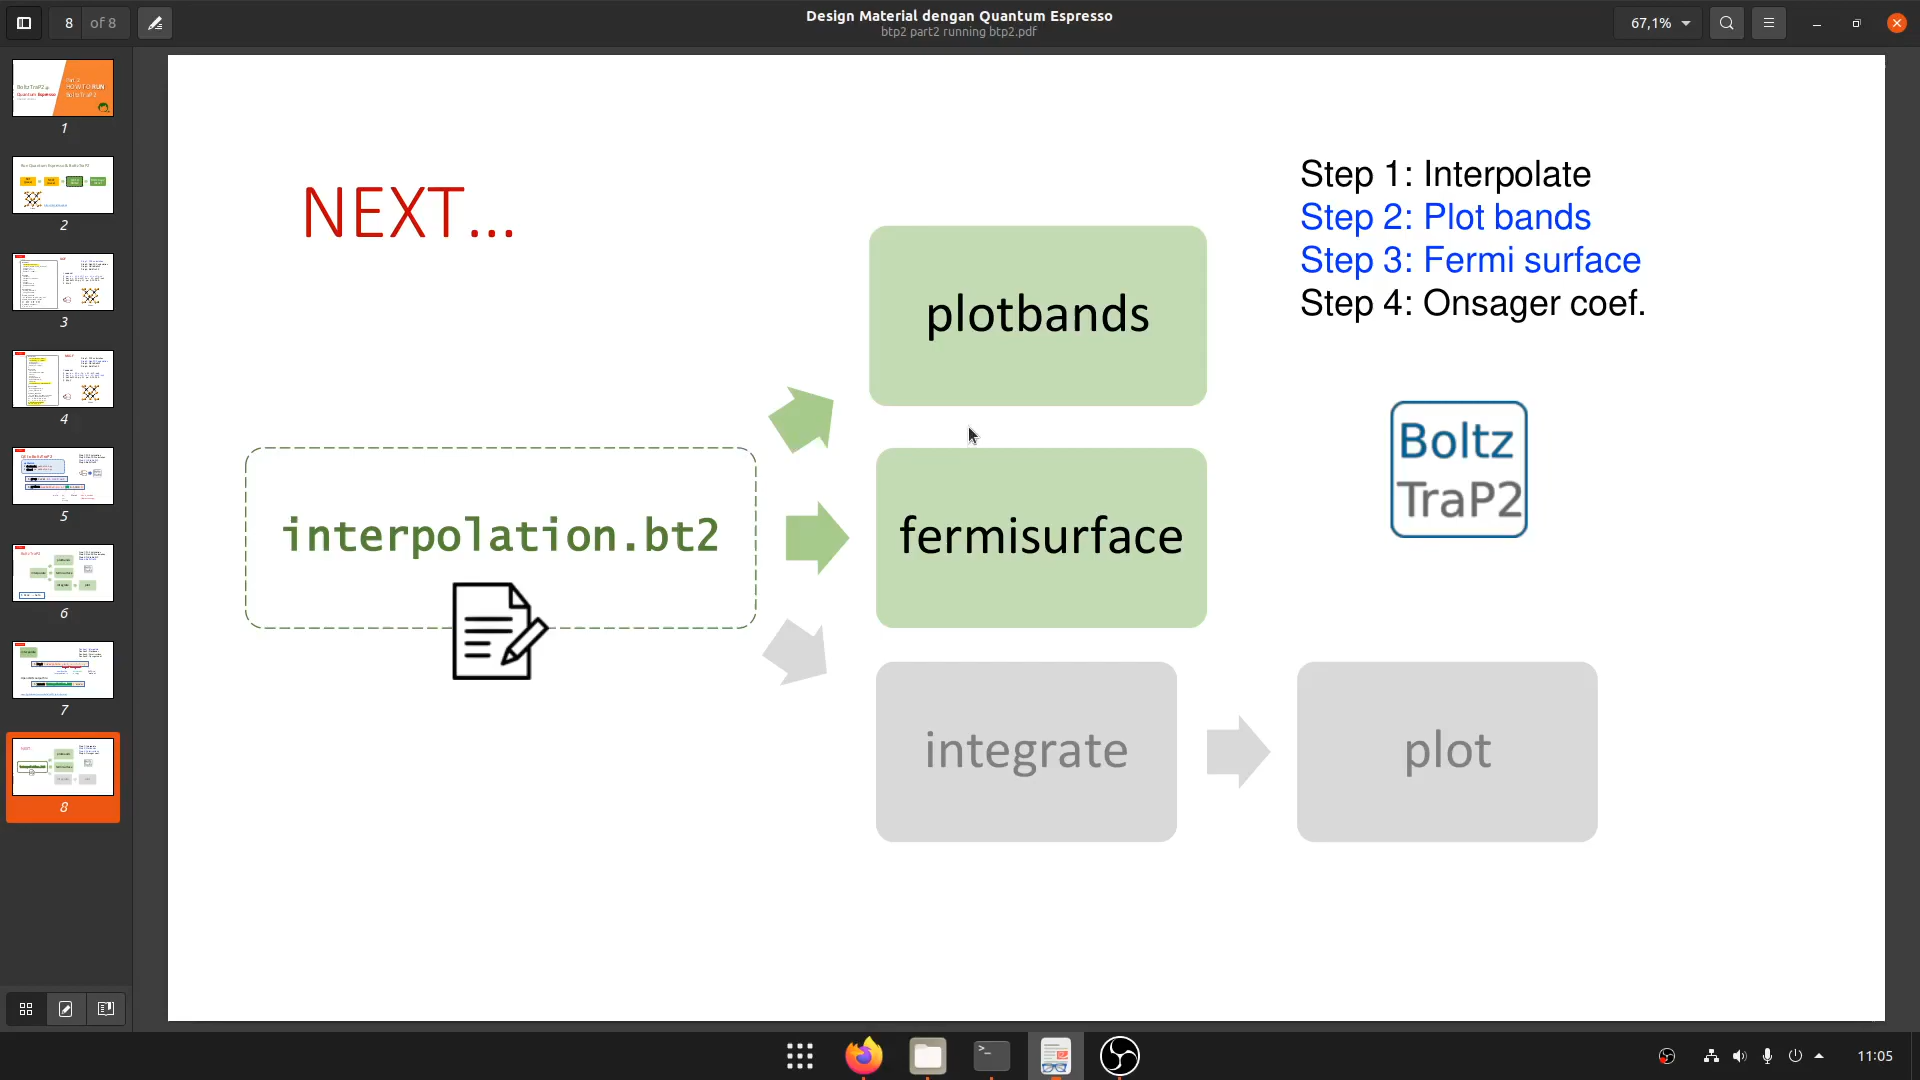 8 of 8
Design Material dengan Quantum Espresso
btp2 part2 running btp2.pdf
67,1%
1
2
3
4
5
6
7
8
NEXT...
Step 1: Interpolate
Step 2: Plot bands
Step 3: Fermi surface
Step 4: Onsager coef.
plotbands
interpolation.bt2
fermisurface
Boltz
TraP2
integrate
plot
11:05